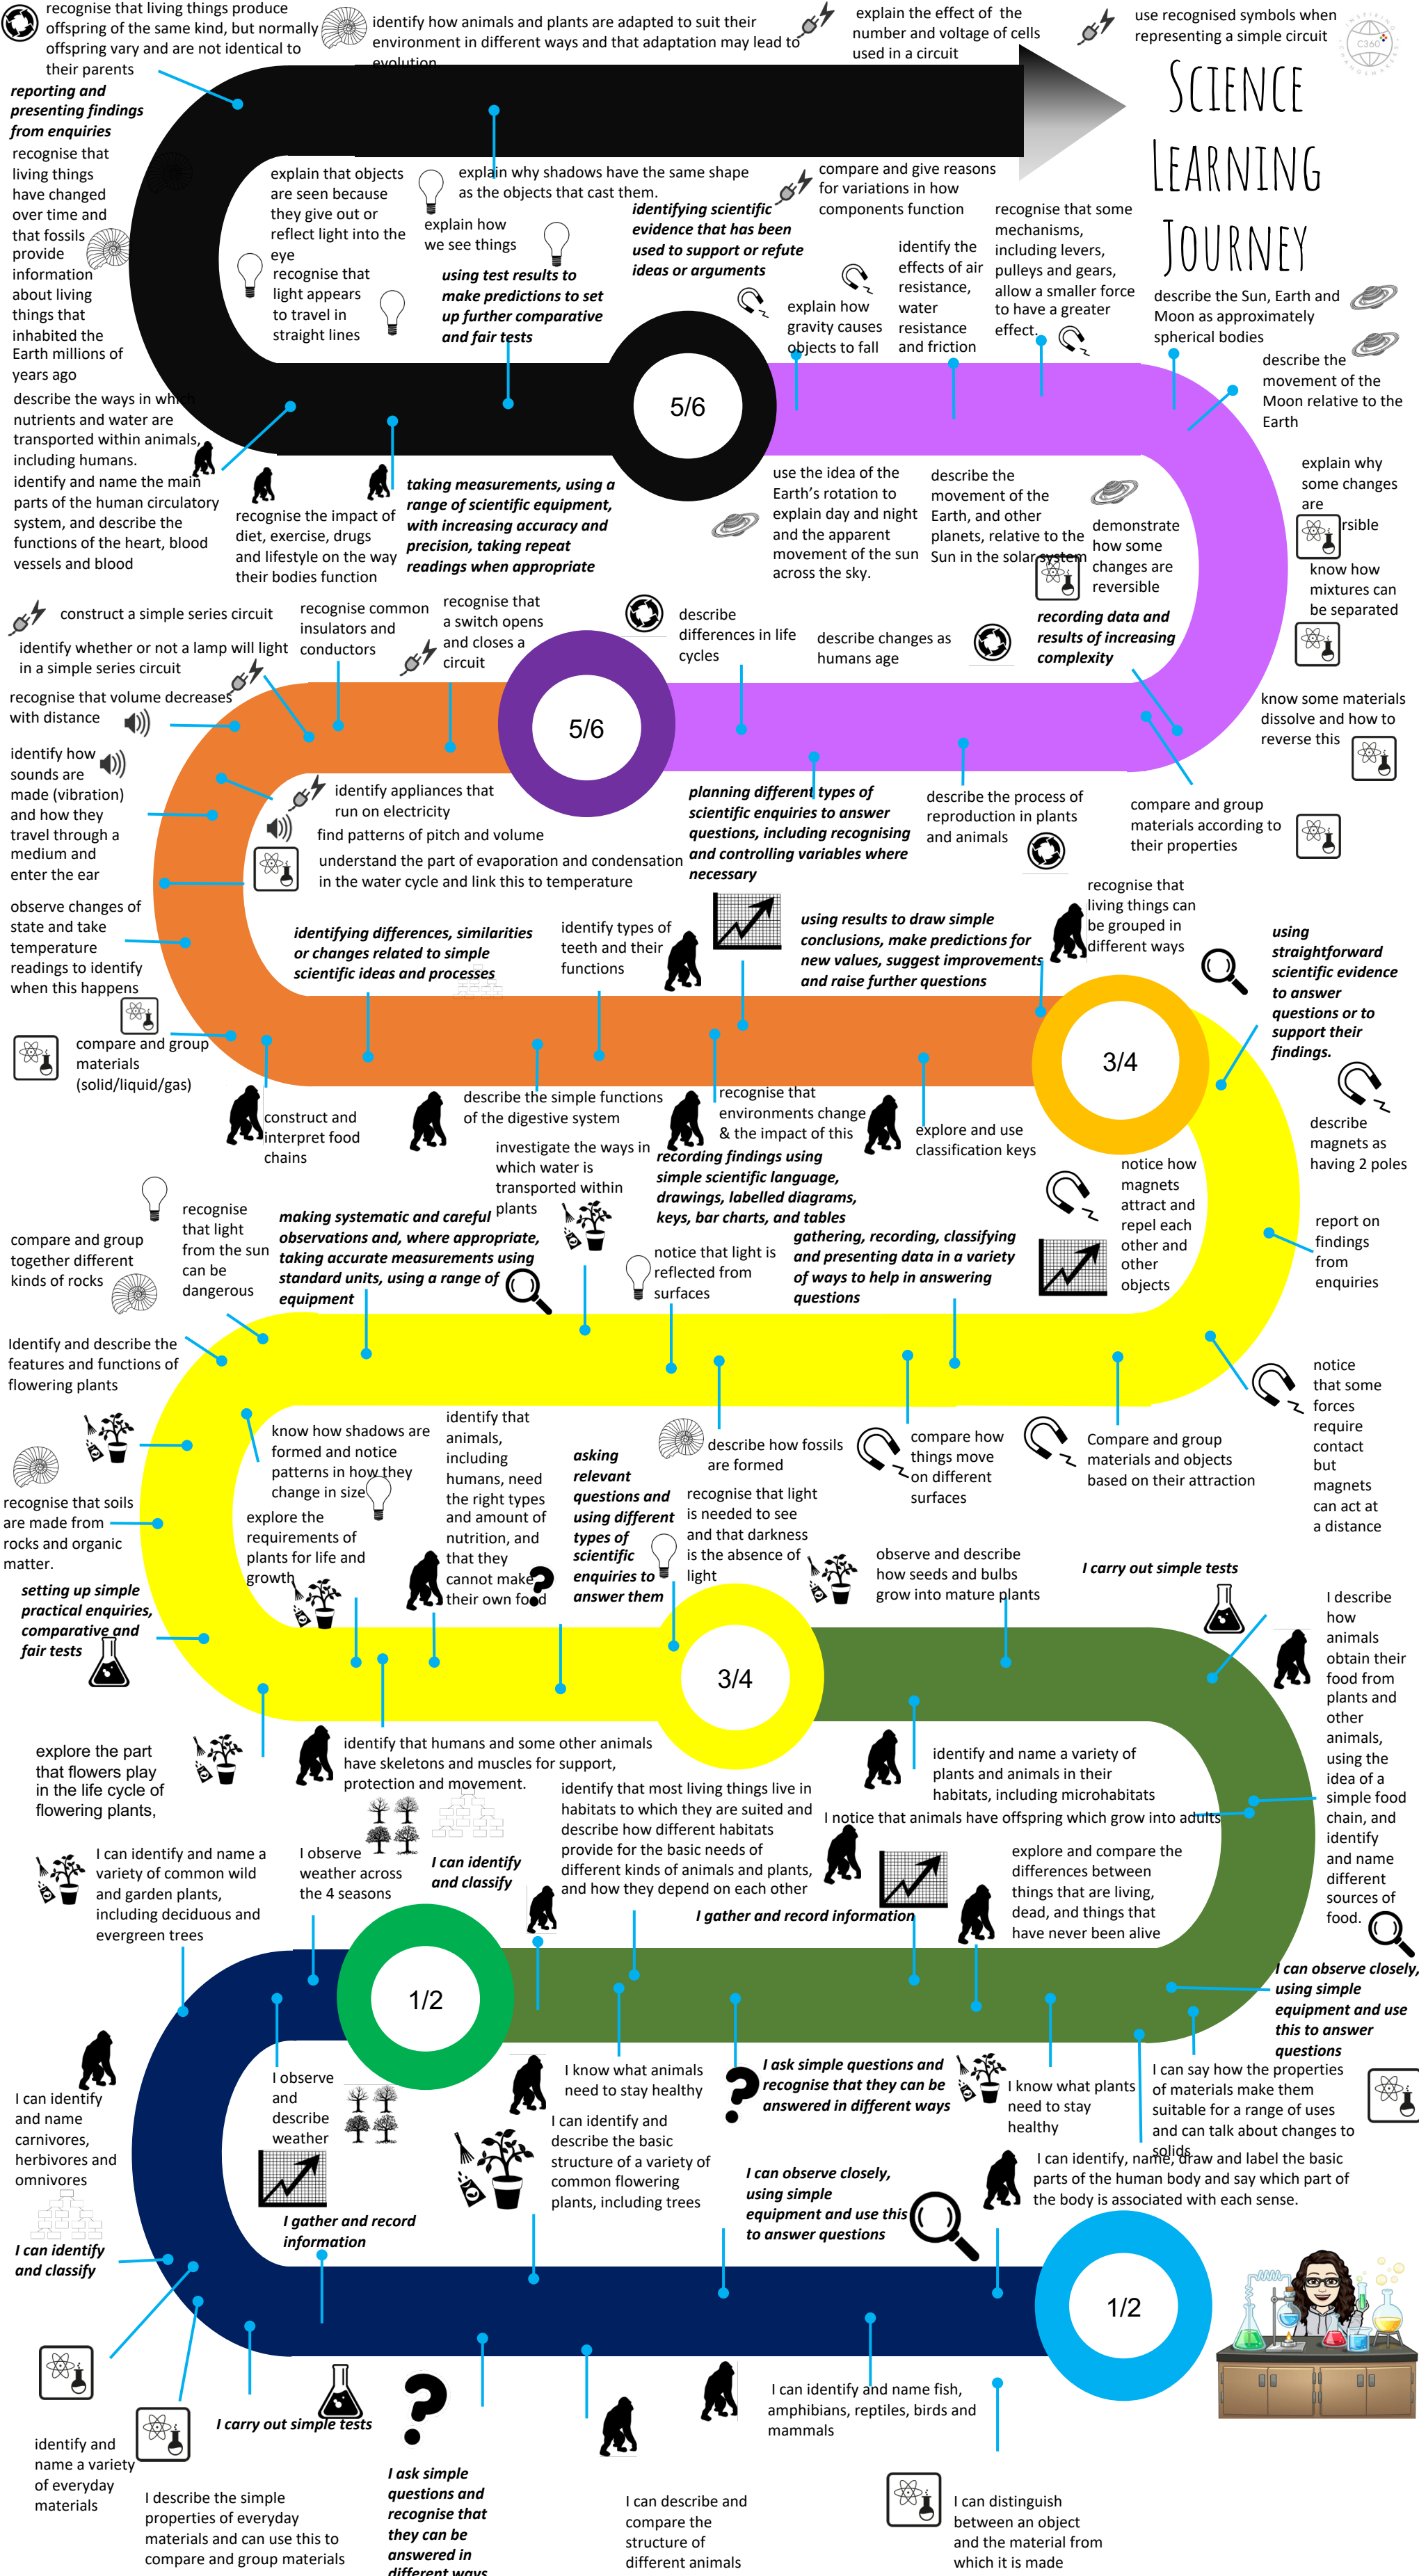 recognise that living things produce
offspring of the same kind, but normally
offspring vary and are not identical to
their parents
identify how animals and plants are adapted to suit their
environment in different ways and that adaptation may lead to
evolution
explain the effect of the
number and voltage of cells
used in a circuit
use recognised symbols when
representing a simple circuit
C360°
SCIENCE
LEARNING
JOURNEY
reporting and
presenting findings
from enquiries
recognise that
living things
have changed
over time and
that fossils
provide
information
about living
things that
inhabited the
Earth millions of
years ago
explain that objects
are seen because
they give out or
reflect light into the
eye
explain why shadows have the same shape
as the objects that cast them.
explain how
we see things
recognise that
light appears
to travel in
straight lines
using test results to
make predictions to set
up further comparative
and fair tests
identifying scientific
evidence that has been
used to support or refute
ideas or arguments
compare and give reasons
for variations in how
components function
explain how
gravity causes
objects to fall
identify the
effects of air
resistance,
water
resistance
and friction
recognise that some
mechanisms,
including levers,
pulleys and gears,
allow a smaller force
to have a greater
effect.
describe the Sun, Earth and
Moon as approximately
spherical bodies
describe the
movement of the
Moon relative to the
Earth
5/6
describe the ways in which
nutrients and water are
transported within animals,
including humans.
identify and name the main
parts of the human circulatory
system, and describe the
functions of the heart, blood
vessels and blood
recognise the impact of
diet, exercise, drugs
and lifestyle on the way
their bodies function
taking measurements, using a
range of scientific equipment,
with increasing accuracy and
precision, taking repeat
readings when appropriate
use the idea of the
Earth's rotation to
explain day and night
and the apparent
movement of the sun
across the sky.
describe the
movement of the
Earth, and other
planets, relative to the
Sun in the solar system
demonstrate
how some
changes are
reversible
explain why
some changes
are
rsible
know how
mixtures can
be separated
construct a simple series circuit
identify whether or not a lamp will light
in a simple series circuit
recognise common
insulators and
conductors
recognise that
a switch opens
and closes a
circuit
5/6
describe
differences in life
cycles
describe changes as
humans age
recording data and
results of increasing
complexity
know some materials
dissolve and how to
reverse this
recognise that volume decreases
with distance
identify how
sounds are
made (vibration)
and how they
travel through a
medium and
enter the ear
identify appliances that
run on electricity
find patterns of pitch and volume
understand the part of evaporation and condensation
in the water cycle and link this to temperature
planning different types of
scientific enquiries to answer
questions, including recognising
and controlling variables where
necessary
describe the process of
reproduction in plants
and animals
compare and group
materials according to
their properties
observe changes of
state and take
temperature
readings to identify
when this happens
identifying differences, similarities
or changes related to simple
scientific ideas and processes
identify types of
teeth and their
functions
using results to draw simple
conclusions, make predictions for
new values, suggest improvements
and raise further questions
recognise that
living things can
be grouped in
different ways
using
straightforward
scientific evidence
to answer
questions or to
support their
findings.
3/4
compare and group
materials
(solid/liquid/gas)
construct and
interpret food
chains
describe the simple functions
of the digestive system
recognise that
environments change
& the impact of this
explore and use
classification keys
describe
magnets as
having 2 poles
investigate the ways in
which water is
transported within
plants
recording findings using
simple scientific language,
drawings, labelled diagrams,
keys, bar charts, and tables
notice how
magnets
attract and
repel each
other and
other
objects
report on
findings
from
enquiries
compare and group
together different
kinds of rocks
recognise
that light
from the sun
can be
dangerous
making systematic and careful
observations and, where appropriate,
taking accurate measurements using
standard units, using a range of
equipment
notice that light is
reflected from
surfaces
gathering, recording, classifying
and presenting data in a variety
of ways to help in answering
questions
Identify and describe the
features and functions of
flowering plants
notice
that some
forces
require
contact
but
magnets
can act at
a distance
know how shadows are
formed and notice
patterns in how they
change in size
identify that
animals,
including
humans, need
the right types
and amount of
nutrition, and
that they
cannot make
their own food
asking
relevant
questions and
using different
types of
scientific
enquiries to
answer them
describe how fossils
are formed
compare how
things move
on different
surfaces
Compare and group
materials and objects
based on their attraction
recognise that soils
are made from
rocks and organic
matter.
explore the
requirements of
plants for life and
growth
recognise that light
is needed to see
and that darkness
is the absence of
light
observe and describe
how seeds and bulbs
grow into mature plants
I carry out simple tests
setting up simple
practical enquiries,
comparative and
fair tests
3/4
I describe
how
animals
obtain their
food from
plants and
other
animals,
using the
idea of a
simple food
chain, and
identify
and name
different
sources of
food.
explore the part
that flowers play
in the life cycle of
flowering plants,
identify that humans and some other animals
have skeletons and muscles for support,
protection and movement.
identify and name a variety of
plants and animals in their
habitats, including microhabitats
identify that most living things live in
habitats to which they are suited and
describe how different habitats
provide for the basic needs of
different kinds of animals and plants,
and how they depend on each other
I notice that animals have offspring which grow into adults
I can identify and name a
variety of common wild
and garden plants,
including deciduous and
evergreen trees
I observe
weather across
the 4 seasons
I can identify
and classify
I gather and record information
explore and compare the
differences between
things that are living,
dead, and things that
have never been alive
1/2
I can observe closely,
using simple
equipment and use
this to answer
questions
I can identify
and name
carnivores,
herbivores and
omnivores
I observe
and
describe
weather
I know what animals
need to stay healthy
I ask simple questions and
recognise that they can be
answered in different ways
I know what plants
need to stay
healthy
I can say how the properties
of materials make them
suitable for a range of uses
and can talk about changes to
solids
I can identify and
describe the basic
structure of a variety of
common flowering
plants, including trees
I can observe closely,
using simple
equipment and use this
to answer questions
I can identify, name, draw and label the basic
parts of the human body and say which part of
the body is associated with each sense.
I gather and record
information
I can identify
and classify
1/2
I carry out simple tests
I can identify and name fish,
amphibians, reptiles, birds and
mammals
identify and
name a variety
of everyday
materials
I describe the simple
properties of everyday
materials and can use this to
compare and group materials
I ask simple
questions and
recognise that
they can be
answered in
different ways
I can describe and
compare the
structure of
different animals
I can distinguish
between an object
and the material from
which it is made